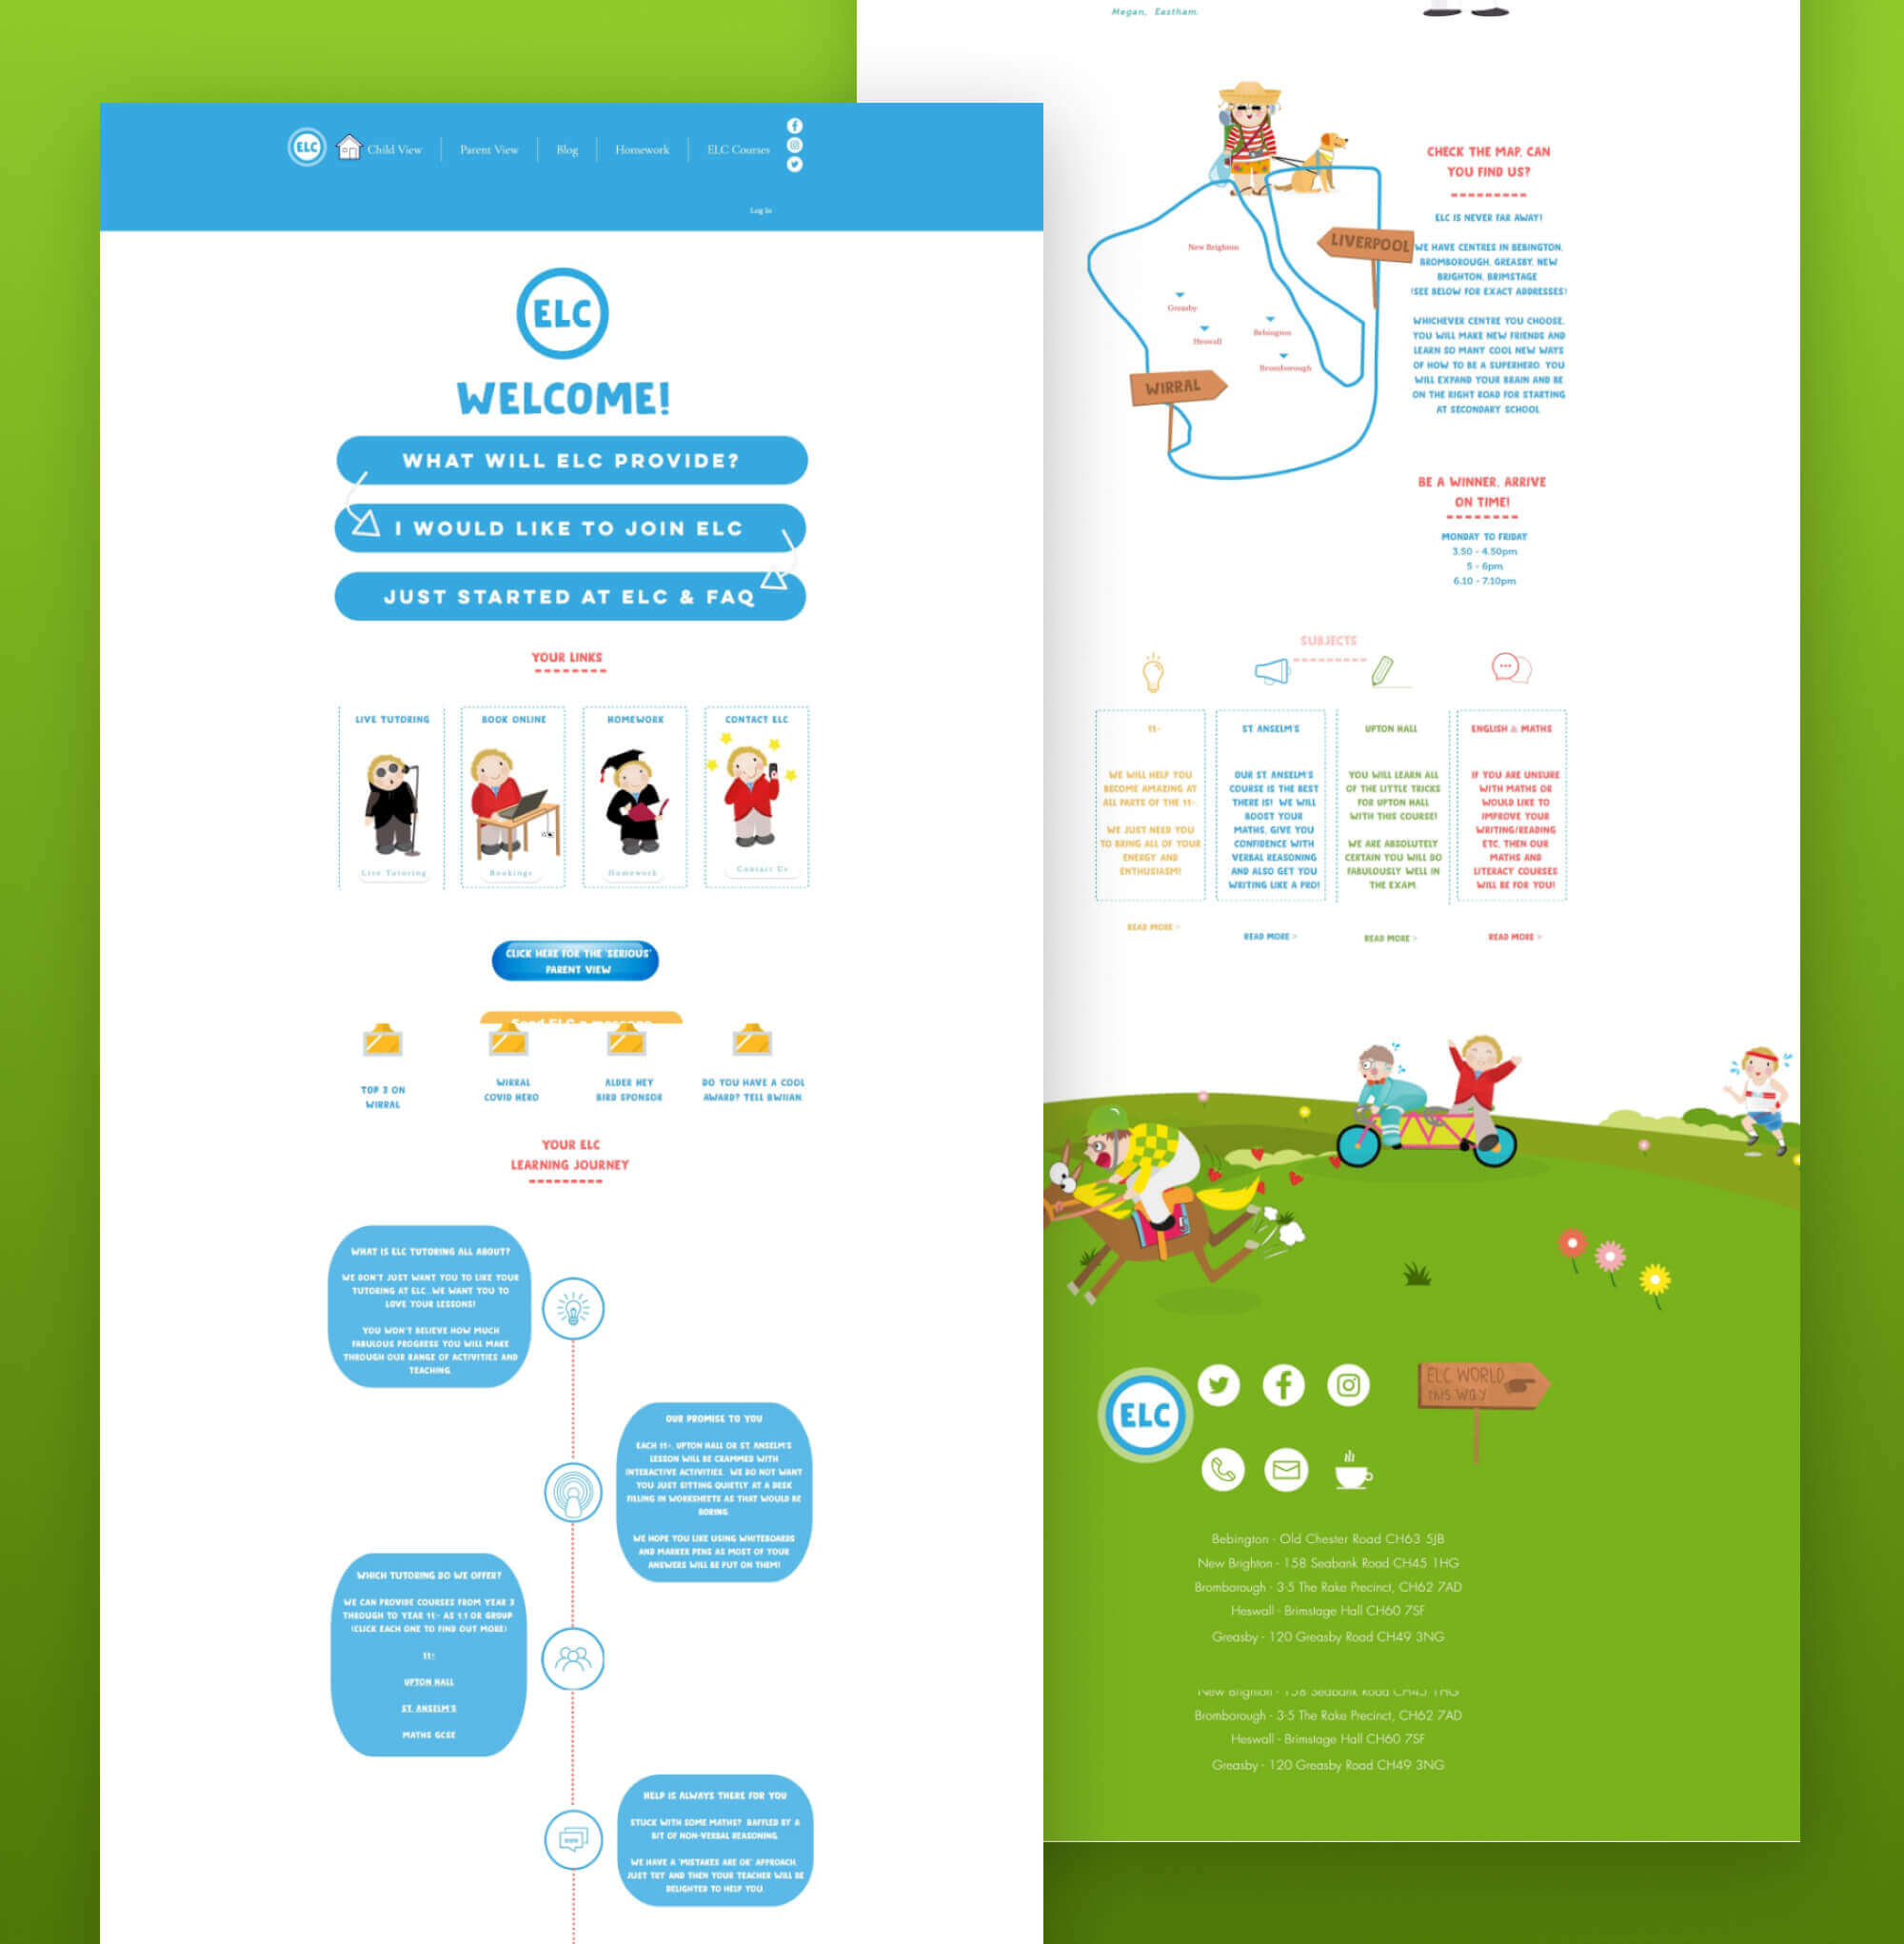 ELC
Child View
Parent View
Blog
Homework
ELC Courses
Log In
ELC
WELCOME!
WHAT WILL ELC PROVIDE?
I WOULD LIKE TO JOIN ELC
JUST STARTED AT ELC & FAQ
YOUR LINKS
LIVE TUTORING
Live Tutoring
BOOK ONLINE
Bookings
HOMEWORK
Homework
CONTACT ELC
Contact Us
CLICK HERE FOR THE 'SERIOUS'
PARENT VIEW
Send ELC a message
TOP 3 ON
WIRRAL
WIRRAL
COVID HERO
ALDER HEY
BIRD SPONSOR
DO YOU HAVE A COOL
AWARD? TELL BWIIAN.
YOUR ELC
LEARNING JOURNEY
WHAT IS ELC TUTORING ALL ABOUT?
WE DON'T JUST WANT YOU TO LIKE YOUR
TUTORING AT ELC...WE WANT YOU TO
LOVE YOUR LESSONS!
YOU WON'T BELIEVE HOW MUCH
FABULOUS PROGRESS YOU WILL MAKE
THROUGH OUR RANGE OF ACTIVITIES AND
TEACHING.
OUR PROMISE TO YOU
EACH 11+, UPTON HALL OR ST. ANSELM'S
LESSON WILL BE CRAMMED WITH
INTERACTIVE ACTIVITIES. WE DO NOT WANT
YOU JUST SITTING QUIETLY AT A DESK
FILLING IN WORKSHEETS AS THAT WOULD BE
BORING.
WE HOPE YOU LIKE USING WHITEBOARDS
AND MARKER PENS AS MOST OF YOUR
ANSWERS WILL BE PUT ON THEM!
WHICH TUTORING DO WE OFFER?
WE CAN PROVIDE COURSES FROM YEAR 3
THROUGH TO YEAR 11+ AS 1:1 OR GROUP
(CLICK EACH ONE TO FIND OUT MORE)
11+
UPTON HALL
ST. ANSELM'S
MATHS GCSE
HELP IS ALWAYS THERE FOR YOU
STUCK WITH SOME MATHS? BAFFLED BY A
BIT OF NON-VERBAL REASONING.
WE HAVE A 'MISTAKES ARE OK' APPROACH.
JUST TRY AND THEN YOUR TEACHER WILL BE
DELIGHTED TO HELP YOU.
Megan, Eastham.
New Brighton
Greasby
Heswall
Bebington
Bromborough
LIVERPOOL
WIRRAL
CHECK THE MAP, CAN
YOU FIND US?
ELC IS NEVER FAR AWAY!
WE HAVE CENTRES IN BEBINGTON,
BROMBOROUGH, GREASBY, NEW
BRIGHTON, BRIMSTAGE
(SEE BELOW FOR EXACT ADDRESSES)
WHICHEVER CENTRE YOU CHOOSE,
YOU WILL MAKE NEW FRIENDS AND
LEARN SO MANY COOL NEW WAYS
OF HOW TO BE A SUPERHERO. YOU
WILL EXPAND YOUR BRAIN AND BE
ON THE RIGHT ROAD FOR STARTING
AT SECONDARY SCHOOL.
BE A WINNER, ARRIVE
ON TIME!
MONDAY TO FRIDAY
3.50 - 4.50pm
5 - 6pm
6.10 - 7.10pm
SUBJECTS
11+
WE WILL HELP YOU
BECOME AMAZING AT
ALL PARTS OF THE 11+.
WE JUST NEED YOU
TO BRING ALL OF YOUR
ENERGY AND
ENTHUSIASM!
READ MORE >
ST ANSELM'S
OUR ST. ANSELM'S
COURSE IS THE BEST
THERE IS! WE WILL
BOOST YOUR
MATHS, GIVE YOU
CONFIDENCE WITH
VERBAL REASONING
AND ALSO GET YOU
WRITING LIKE A PRO!
READ MORE >
UPTON HALL
YOU WILL LEARN ALL
OF THE LITTLE TRICKS
FOR UPTON HALL
WITH THIS COURSE!
WE ARE ABSOLUTELY
CERTAIN YOU WILL DO
FABULOUSLY WELL IN
THE EXAM.
READ MORE >
ENGLISH & MATHS
IF YOU ARE UNSURE
WITH MATHS OR
WOULD LIKE TO
IMPROVE YOUR
WRITING/READING
ETC, THEN OUR
MATHS AND
LITERACY COURSES
WILL BE FOR YOU!
READ MORE >
ELC
ELC WORLD
THIS WAY
Bebington - Old Chester Road CH63 5JB
New Brighton - 158 Seabank Road CH45 1HG
Bromborough - 3-5 The Rake Precinct, CH62 7AD
Heswall - Brimstage Hall CH60 7SF
Greasby - 120 Greasby Road CH49 3NG
New Brighton - 158 Seabank Road CH45 1HG
Bromborough - 3-5 The Rake Precinct, CH62 7AD
Heswall - Brimstage Hall CH60 7SF
Greasby - 120 Greasby Road CH49 3NG